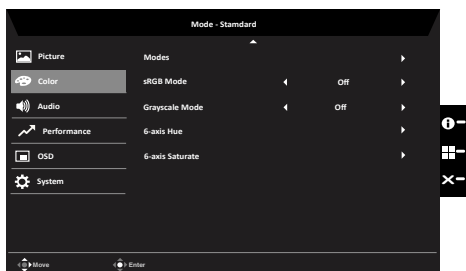 Mode - Stamdard
Picture
Modes
Color
sRGB Mode Off
Audio
Grayscale Mode Off
Performance
6-axis Hue
OSD
6-axis Saturate
System
Move Enter